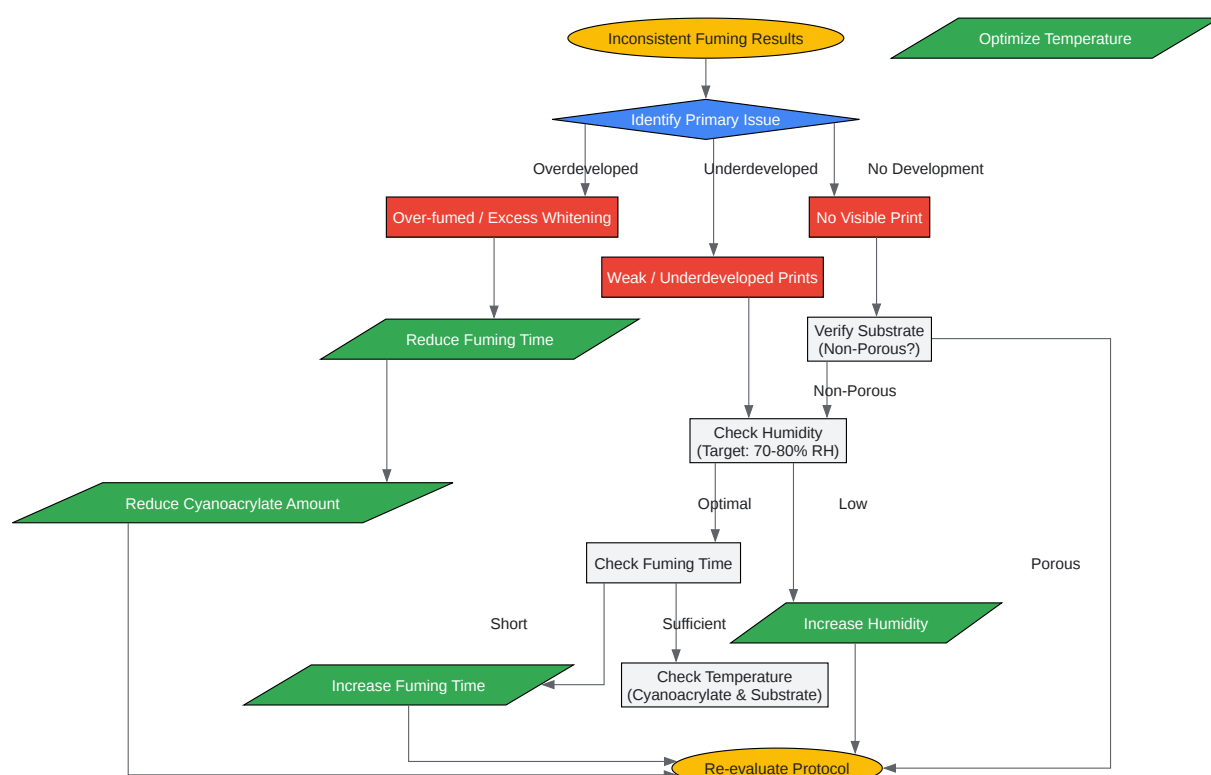 Inconsistent Fuming Results
Optimize Temperature
Identify Primary Issue
Overdeveloped
Underdeveloped
No Development
Over-fumed / Excess Whitening
No Visible Print
Weak / Underdeveloped Prints
Reduce Fuming Time
Verify Substrate
(Non-Porous?)
Non-Porous
Check Humidity
(Target: 70-80% RH)
Reduce Cyanoacrylate Amount
Optimal
Low
Check Fuming Time
Porous
Short
Sufficient
Increase Humidity
Increase Fuming Time
Check Temperature
(Cyanoacrylate & Substrate)
Re-evaluate Protocol